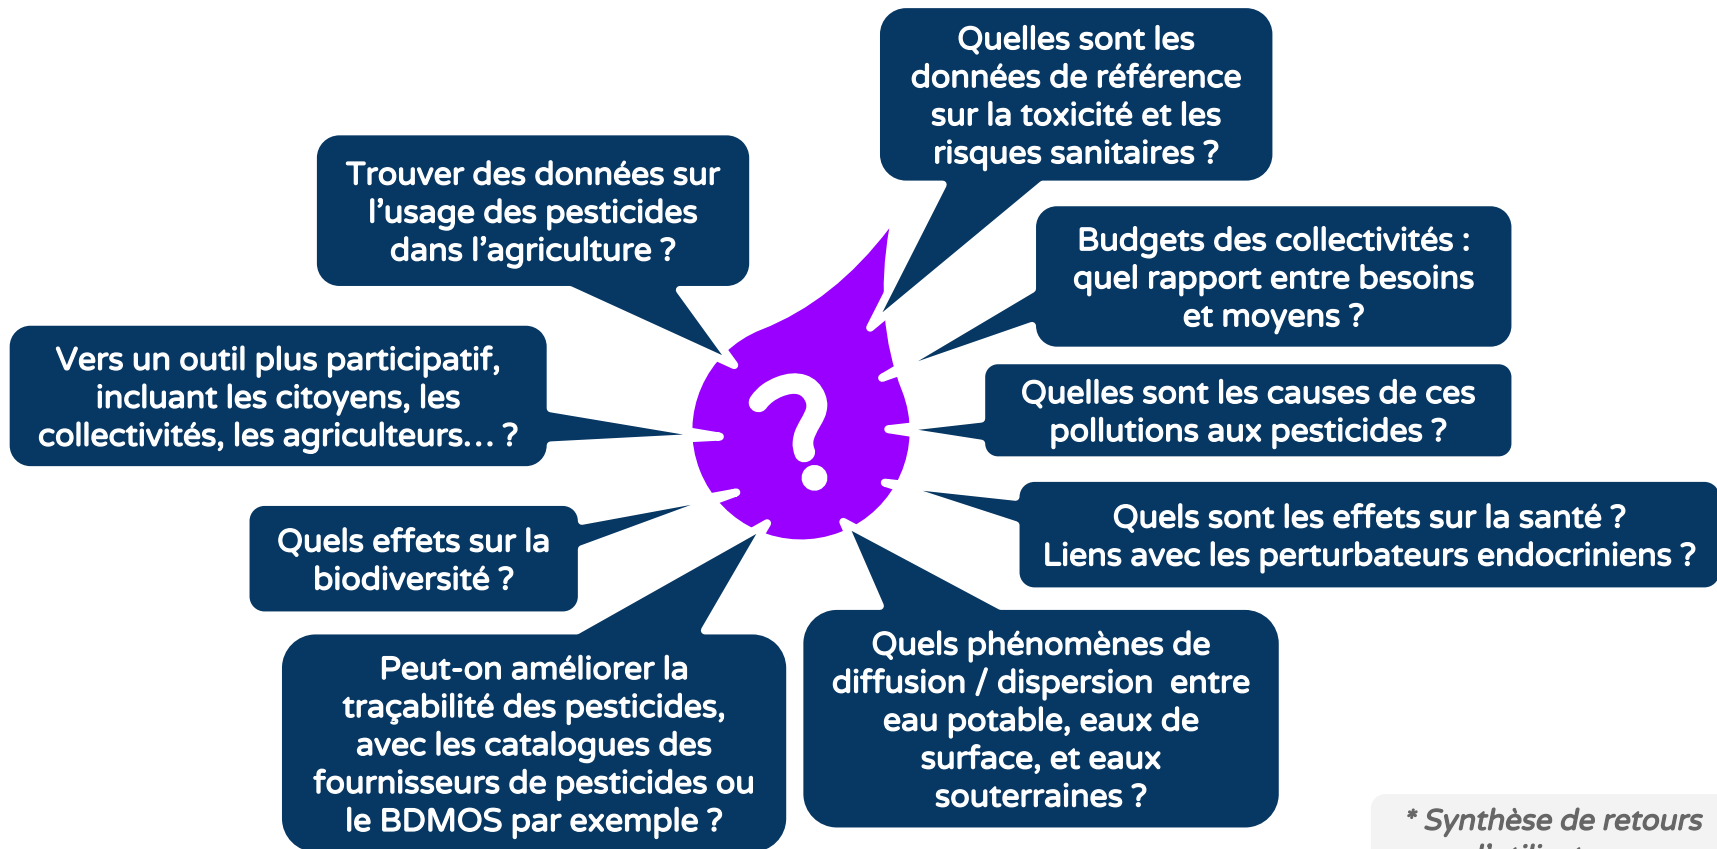 Quelles sont les
données de référence
sur la toxicité et les
risques sanitaires ?
Trouver des données sur
l'usage des pesticides
dans l'agriculture ?
Budgets des collectivités :
quel rapport entre besoins
et moyens ?
Vers un outil plus participatif,
incluant les citoyens, les
collectivités, les agriculteurs... ?
Quelles sont les causes de ces
pollutions aux pesticides ?
?
Quels sont les effets sur la santé ?
Liens avec les perturbateurs endocriniens ?
Quels effets sur la
biodiversité ?
Peut-on améliorer la
traçabilité des pesticides,
avec les catalogues des
fournisseurs de pesticides ou
le BDMOS par exemple ?
Quels phénomènes de
diffusion / dispersion entre
eau potable, eaux de
surface, et eaux
souterraines ?
* Synthèse de retours